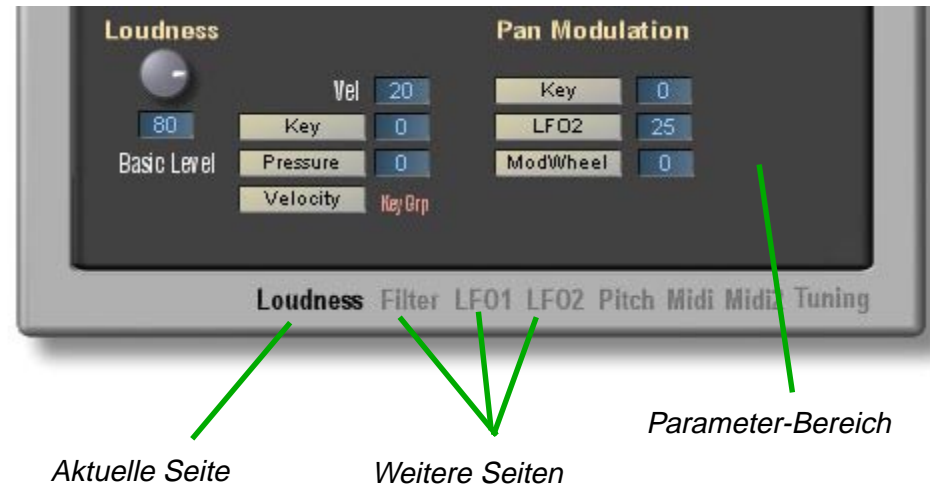 Loudness Pan Modulation
Vel 20 Key 0
80 Key 0 LFO2 25
Basic Level Pressure 0 ModWheel 0
Velocity Key Grp
Loudness Filter LFO1 LFO2 Pitch Midi Midi2 Tuning
Parameter-Bereich
Aktuelle Seite Weitere Seiten